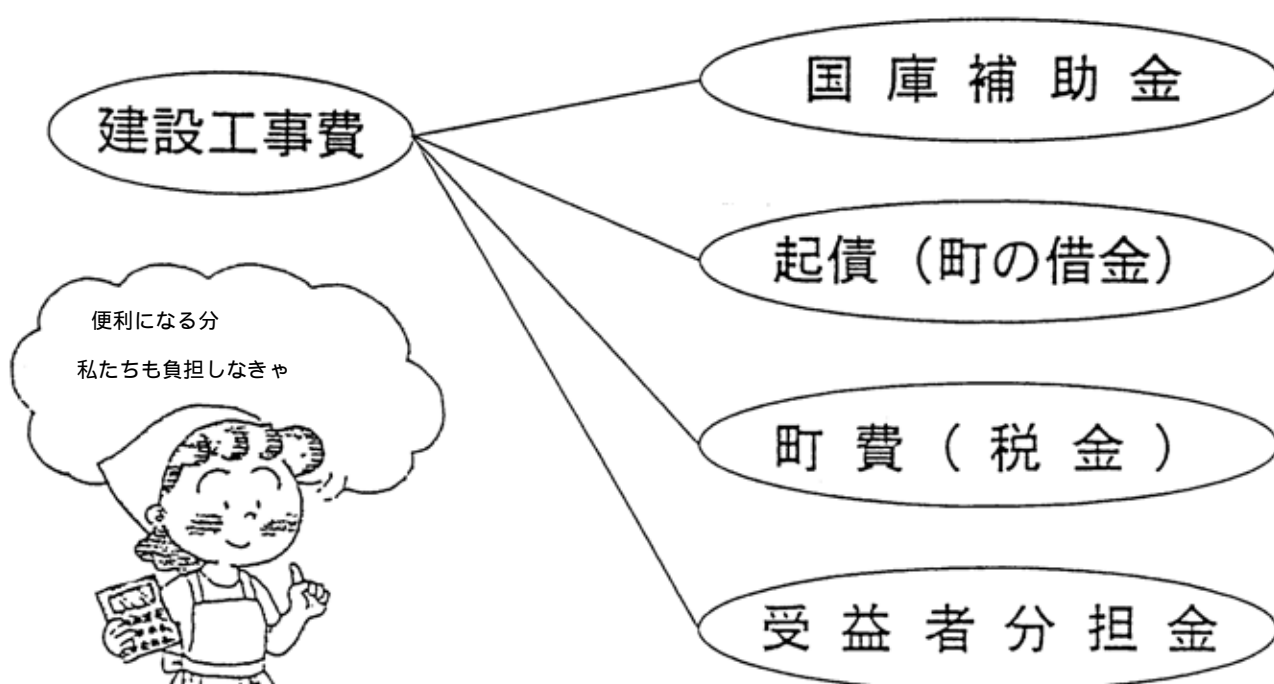 建設工事費
国庫補助金
起債（町の借金）
町費（税金）
受益者分担金
便利になる分
私たちも負担しなきゃ